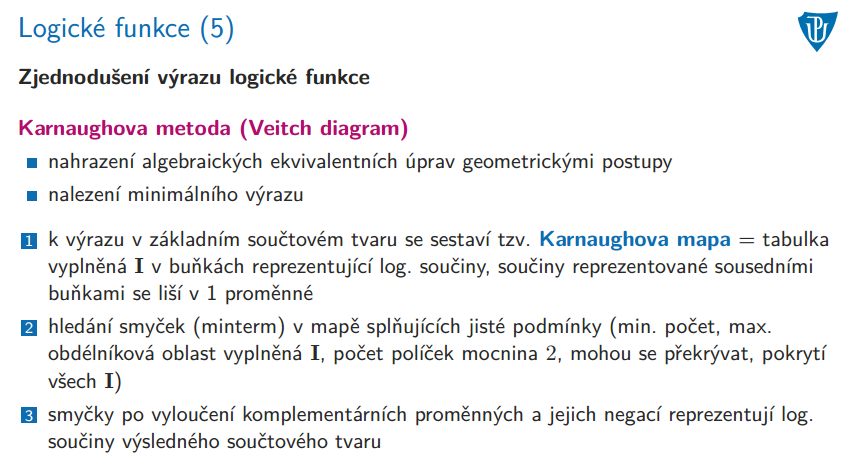 Logické funkce (5)
Zjednodušení výrazu logické funkce
Karnaughova metoda (Veitch diagram)
nahrazení algebraických ekvivalentních úprav geometrickými postupy
nalezení minimálního výrazu
1 k výrazu v základním součtovém tvaru se sestaví tzv. Karnaughova mapa = tabulka
vyplněná I v buňkách reprezentující log. součiny, součiny reprezentované sousedními
buňkami se liší v 1 proměnné
2 hledání smyček (minterm) v mapě splňujících jisté podmínky (min. počet, max.
obdélníková oblast vyplněná I, počet políček mocnina 2, mohou se překrývat, pokrytí
všech I)
3 smyčky po vyloučení komplementárních proměnných a jejich negací reprezentují log.
součiny výsledného součtového tvaru